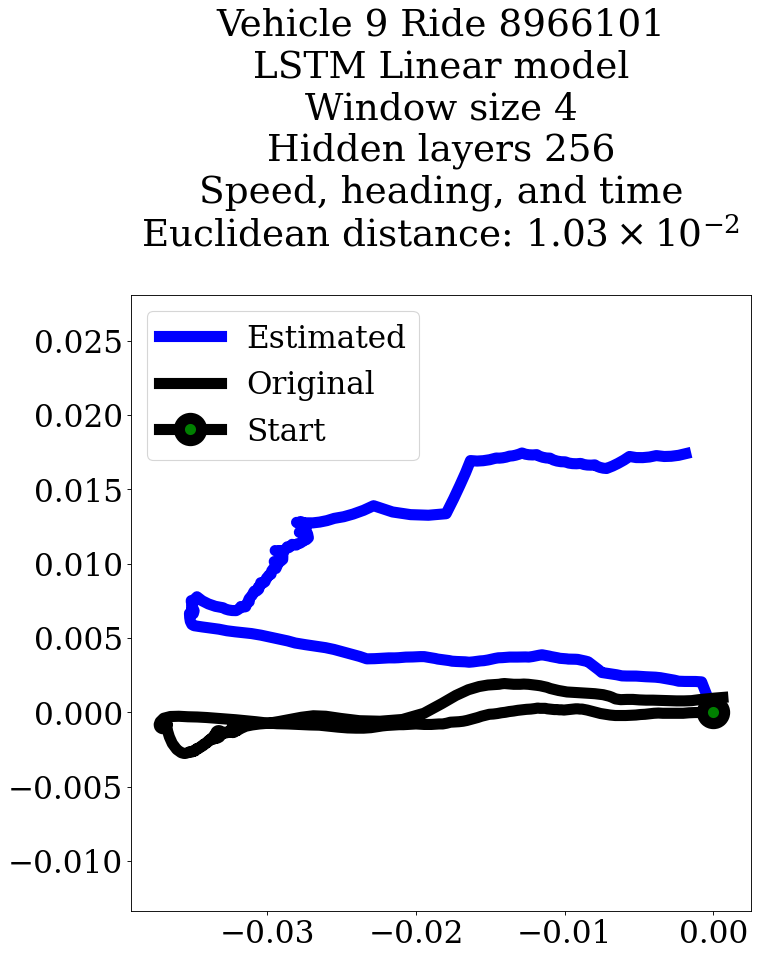 Vehicle 9 Ride 8966101
LSTM Linear model
Window size 4
Hidden layers 256
Speed, heading, and time
Euclidean distance: 1.03 × 10⁻²
Estimated
Original
Start
0.025
0.020
0.015
0.010
0.005
0.000
−0.005
−0.010
−0.03 −0.02 −0.01 0.00